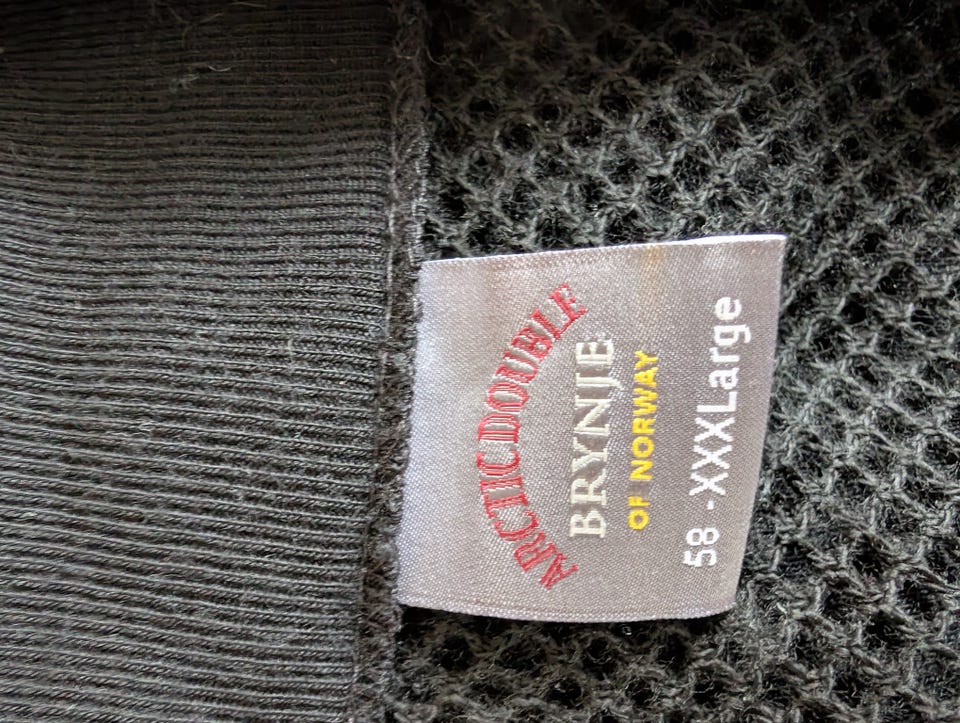 ARCTIC DOUBLE
BRYNJE
OF NORWAY
58 -XXXLarge